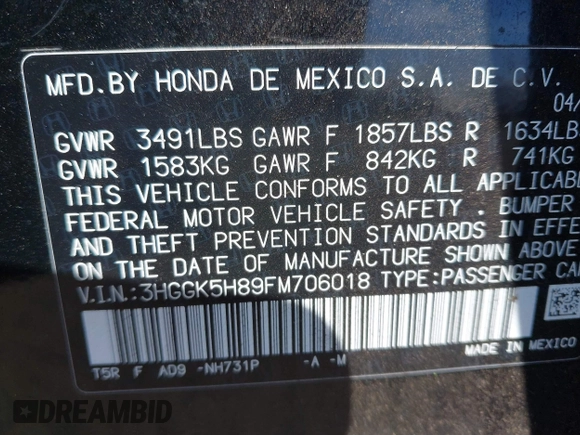 MFD.BY HONDA DE MEXICO S.A. DE C.V.
04/
GVWR 3491LBS GAWR F 1857LBS R 1634LB
GVWR 1583KG GAWR F 842KG R 741KG
THIS VEHICLE CONFORMS TO ALL APPLICABL
FEDERAL MOTOR VEHICLE SAFETY, BUMPER
AND THEFT PREVENTION STANDARDS IN EFFE
ON THE DATE OF MANUFACTURE SHOWN ABOVE
V.I.N.:3HGGK5H89FM706018 TYPE:PASSENGER CA
MADE IN MEXICO
T5R F AD9 -NH731P -A -M
DREAMBID